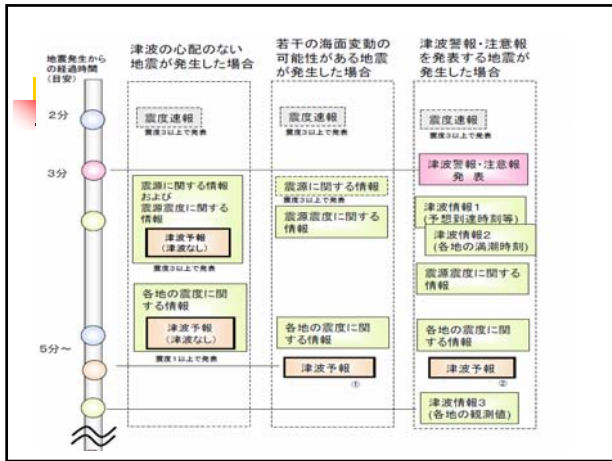 地震発生から
の経過時間
(目安)
2分
3分
5分~
津波の心配のない
地震が発生した場合
震度速報
震度3以上で発表
震源に関する情報
および
震源震度に関する
情報
津波予報
(津波なし)
震度3以上で発表
各地の震度に関
する情報
津波予報
(津波なし)
震度1以上で発表
若干の海面変動の
可能性がある地震
が発生した場合
震度速報
震度3以上で発表
震源に関する情報
震度3以上で発表
震源震度に関する
情報
各地の震度に関
する情報
津波予報
①
津波警報・注意報
を発表する地震が
発生した場合
震度速報
震度3以上で発表
津波警報・注意報
発 表
津波情報1
(予想到達時刻等)
津波情報2
(各地の満潮時刻)
震源震度に関する
情報
各地の震度に関
する情報
津波予報
②
津波情報3
(各地の観測値)